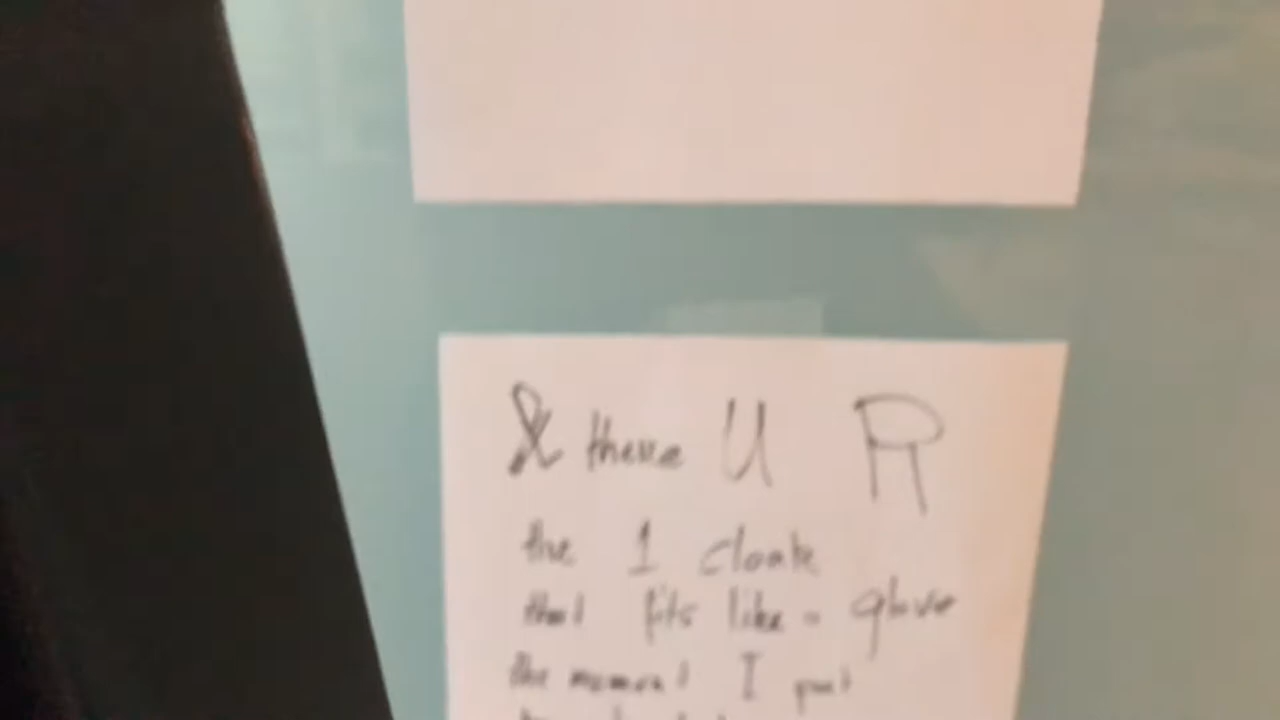 & there U R
the 1 cloak
that fits like a glove
the moment I put